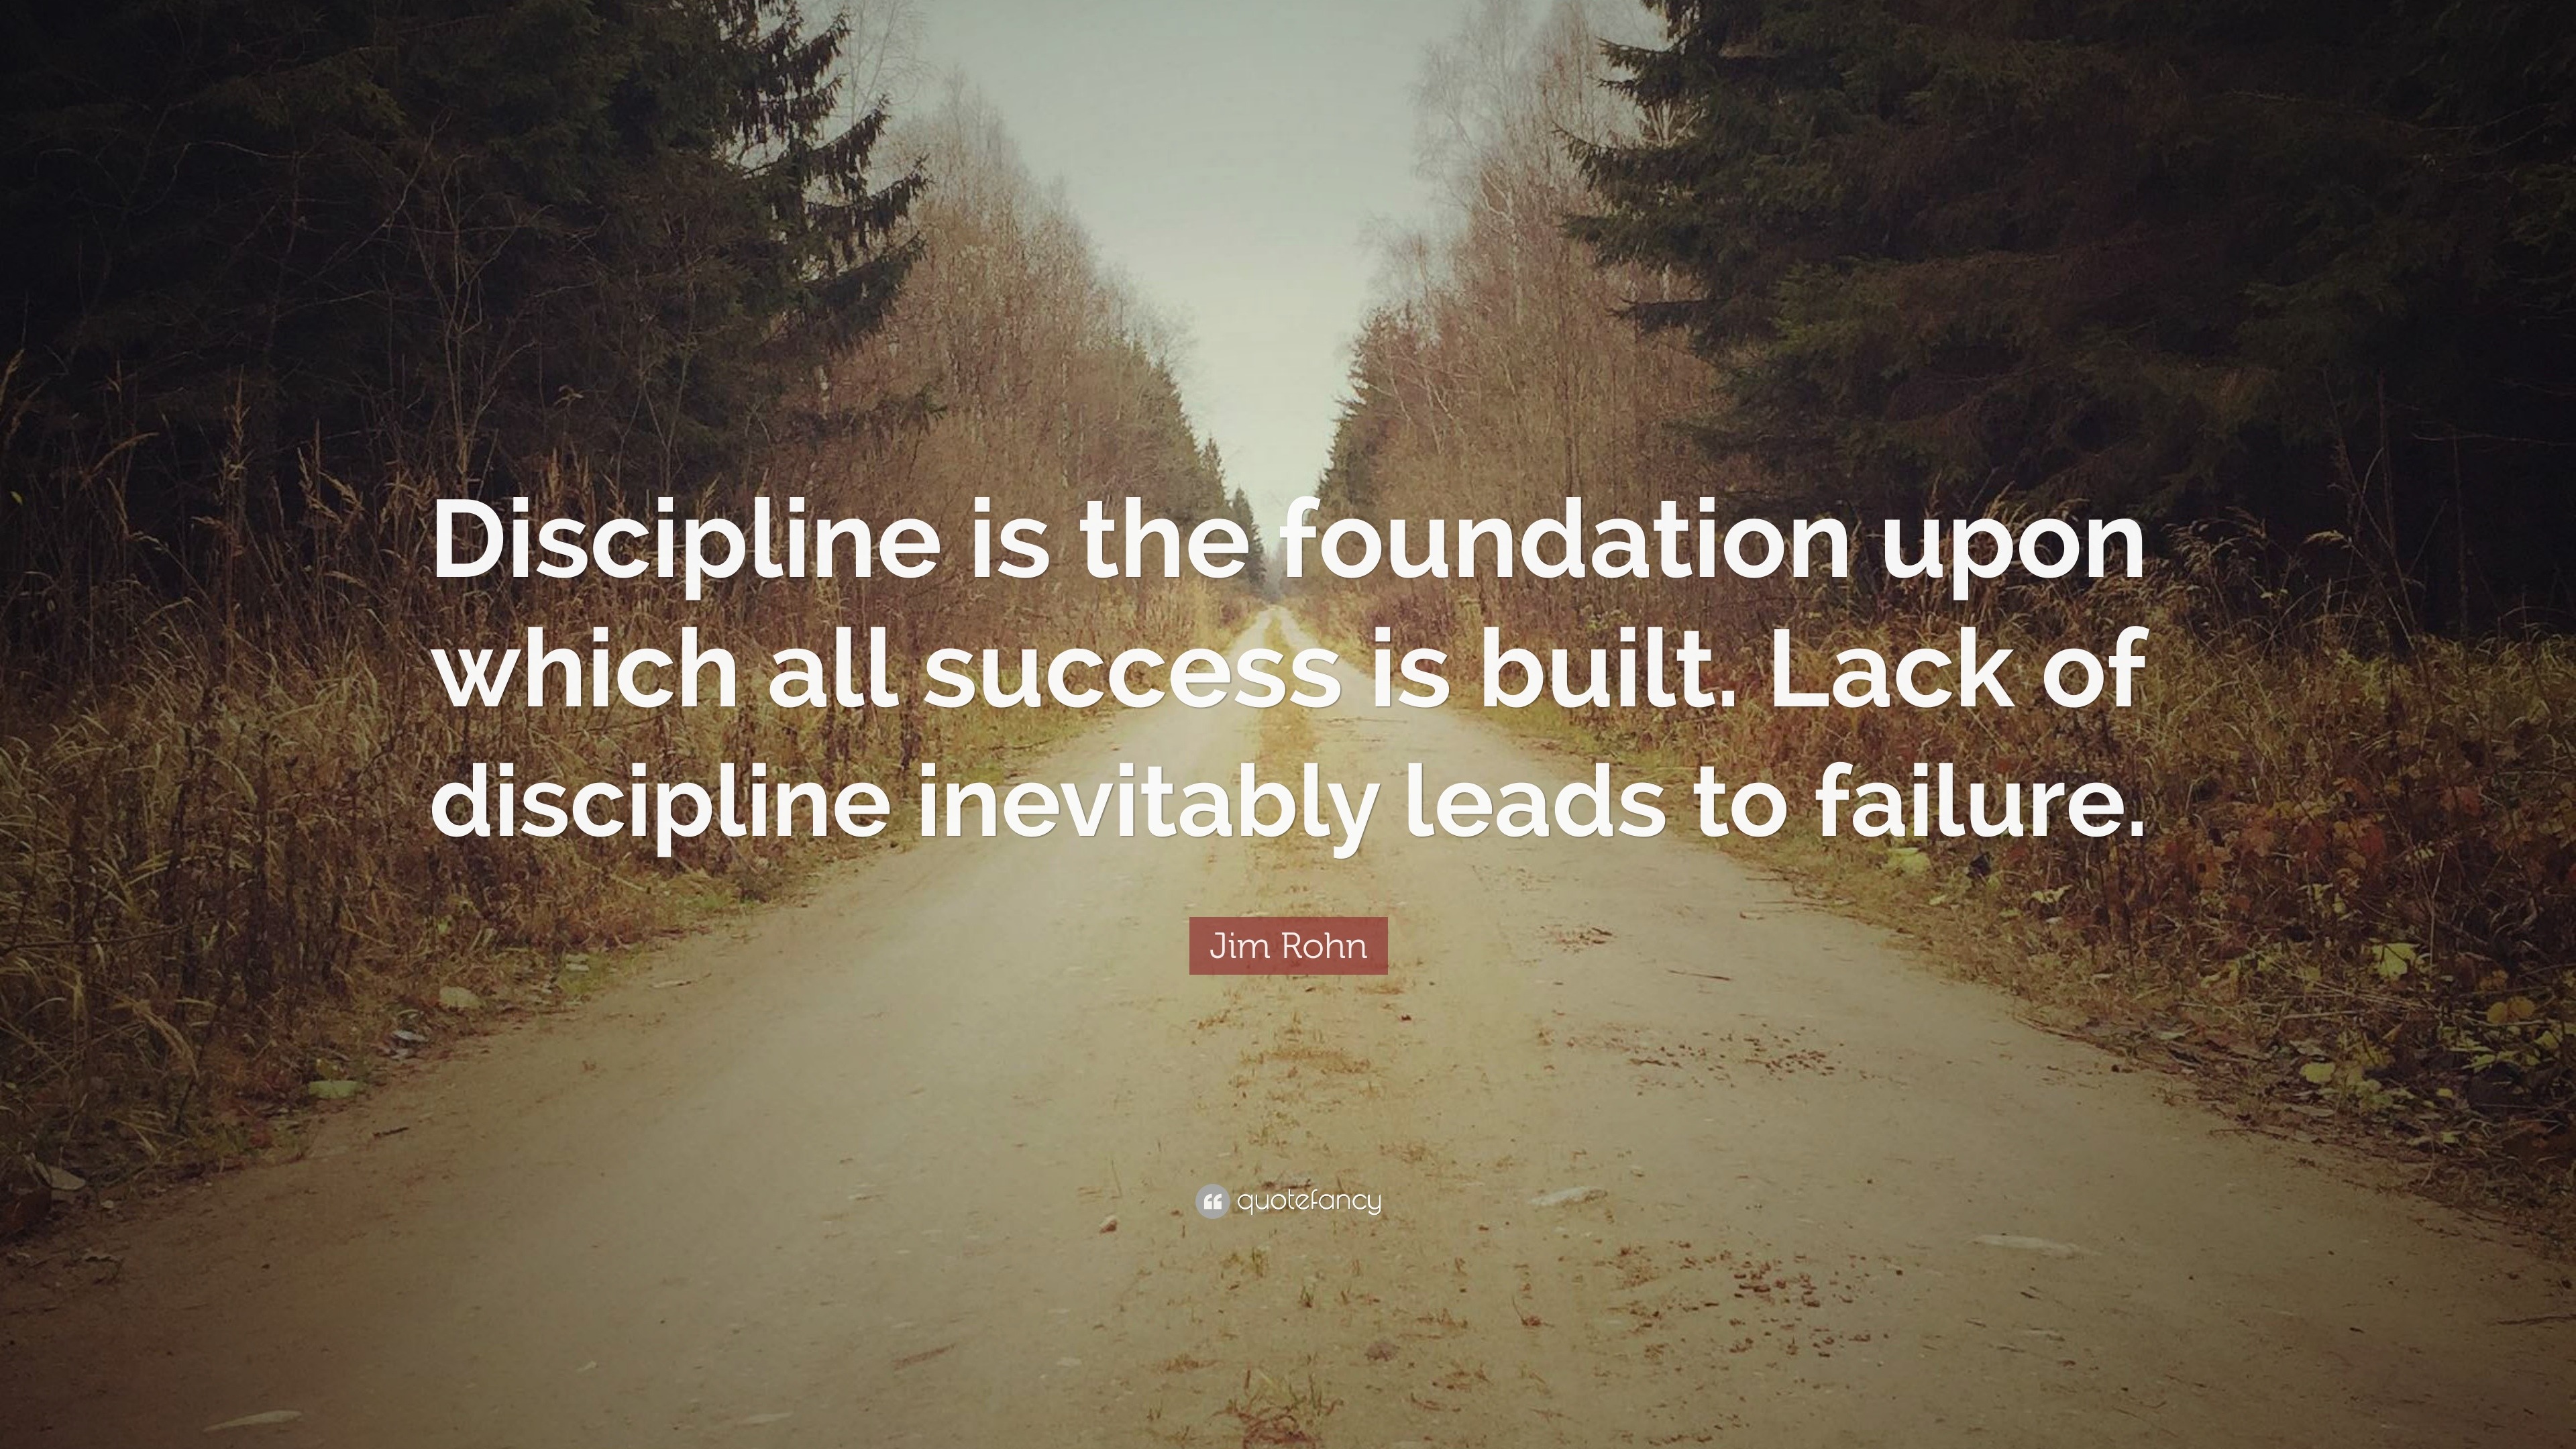 Discipline is the foundation upon
which all success is built. Lack of
discipline inevitably leads to failure.
Jim Rohn
quotefancy